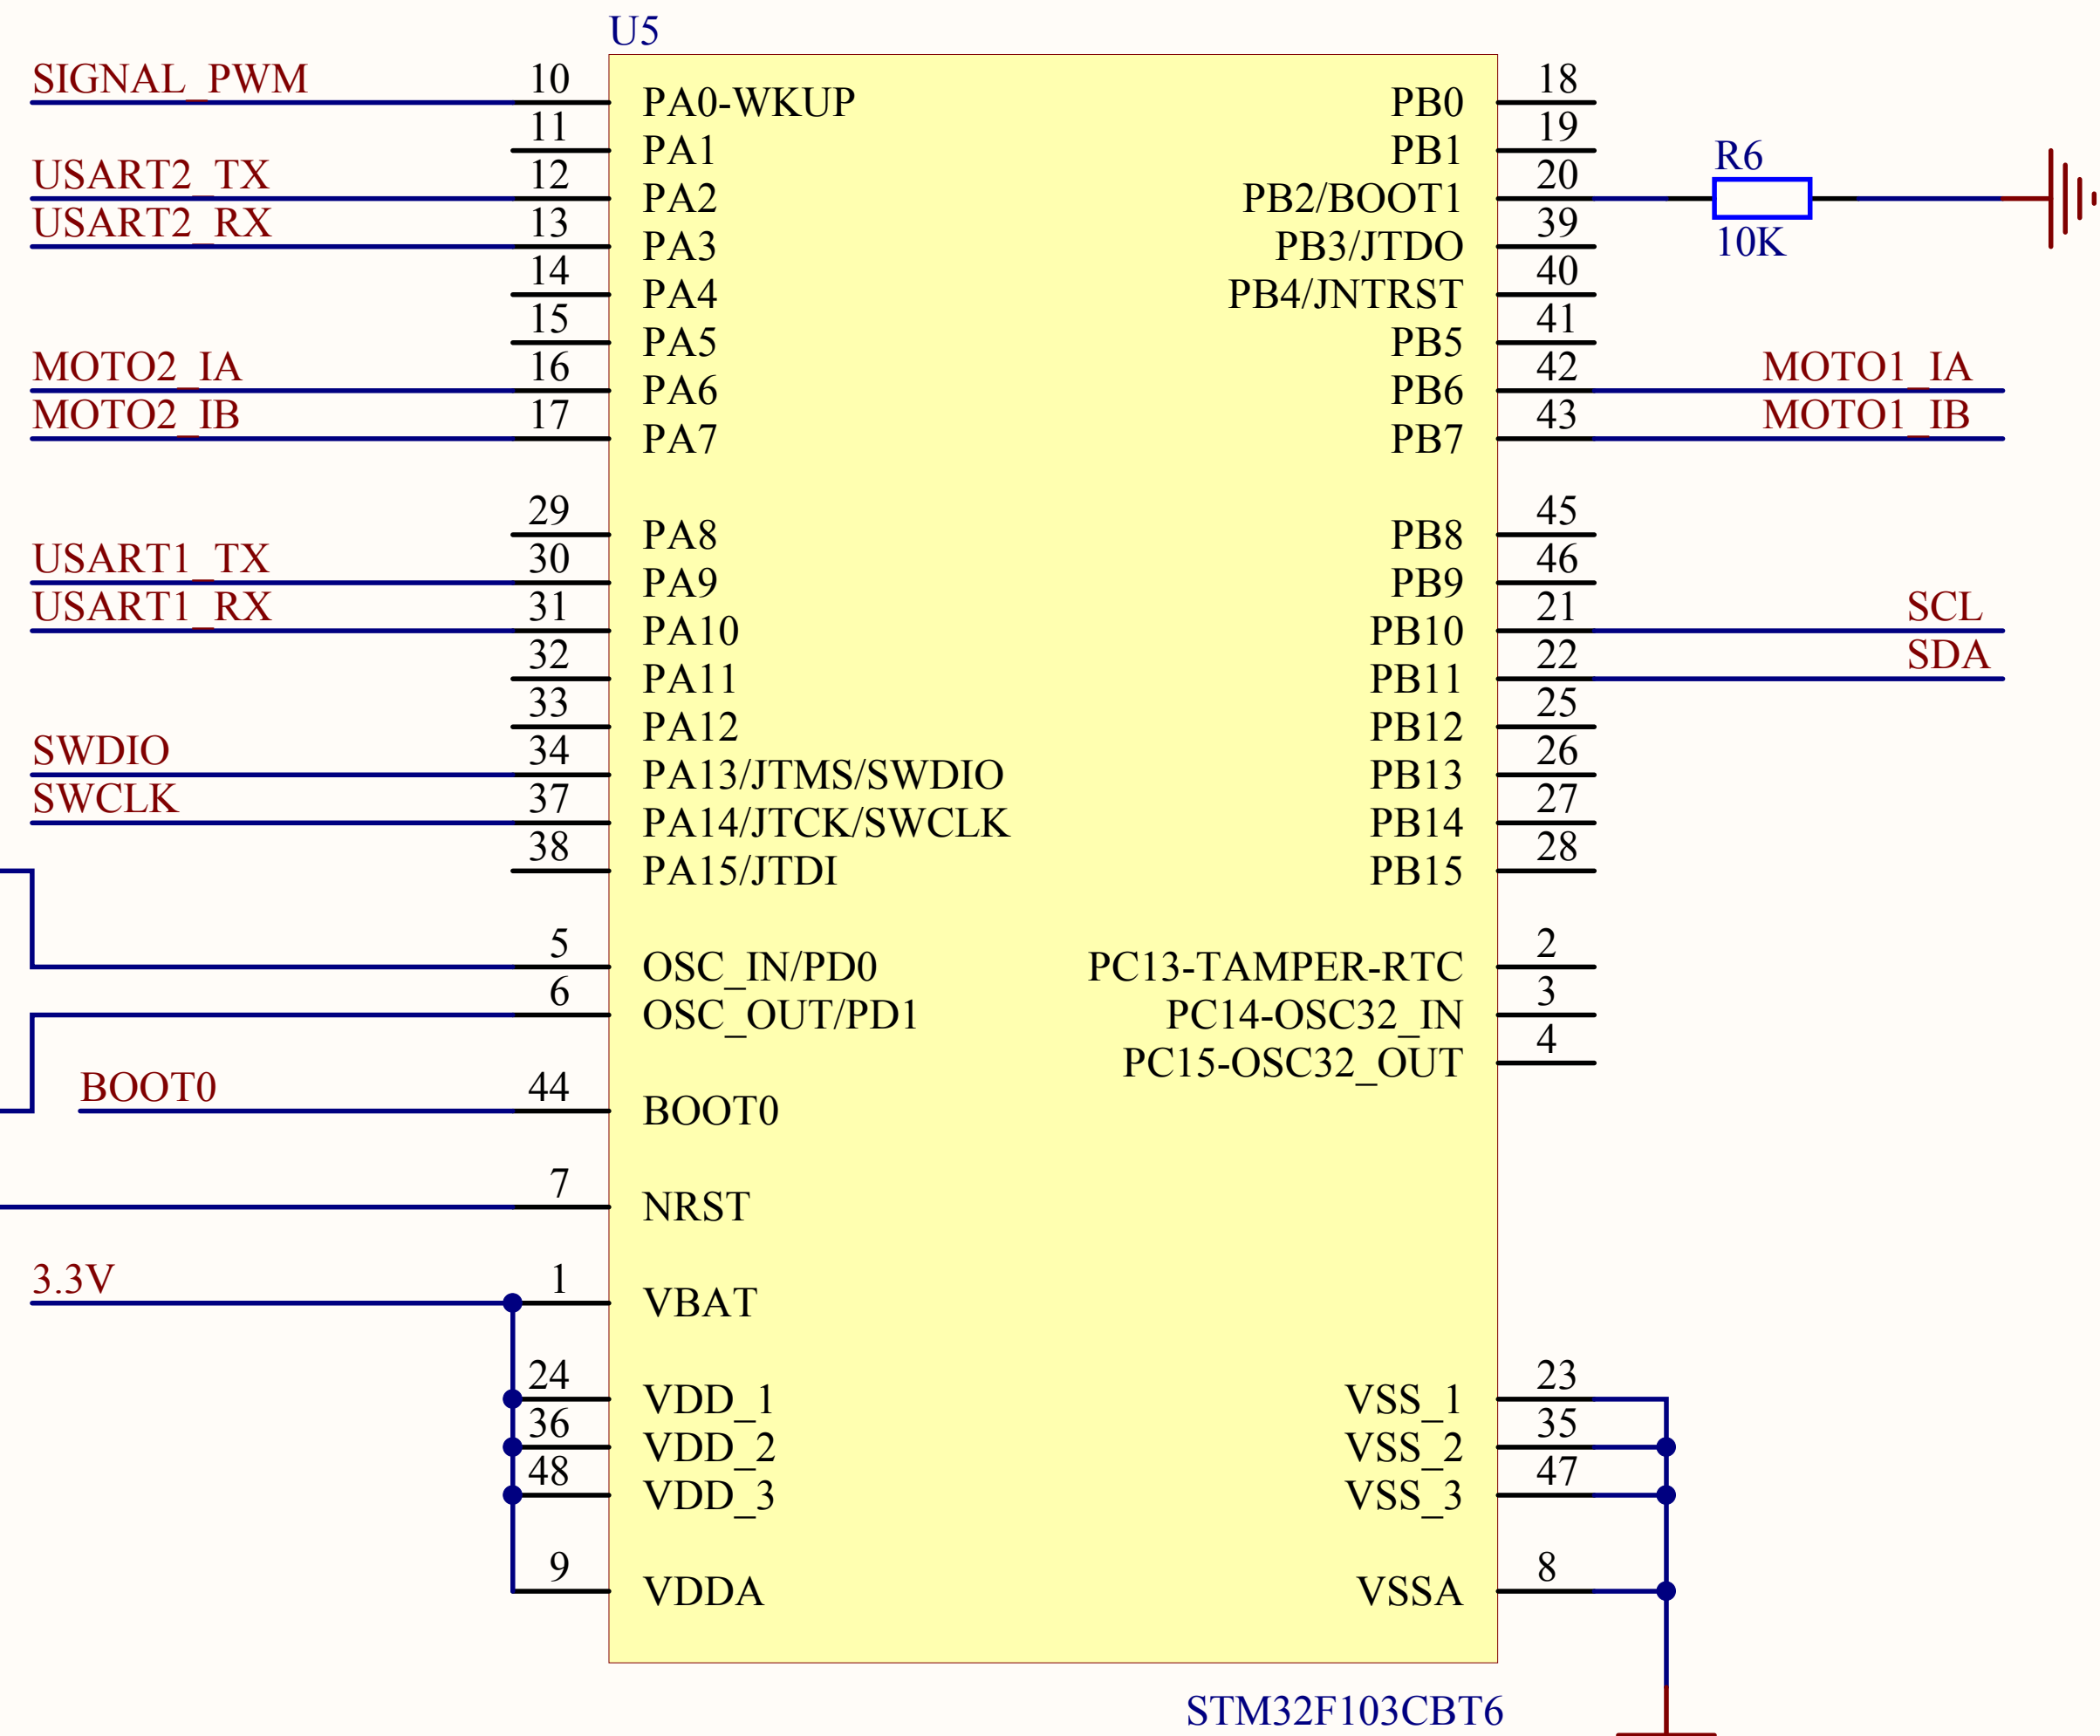 U5
SIGNAL_PWM 10 PA0-WKUP PB0 18
11 PA1 PB1 19
USART2_TX 12 PA2 PB2/BOOT1 20 R6 10K
USART2_RX 13 PA3 PB3/JTDO 39
14 PA4 PB4/JNTRST 40
15 PA5 PB5 41
MOTO2_IA 16 PA6 PB6 42 MOTO1_IA
MOTO2_IB 17 PA7 PB7 43 MOTO1_IB
29 PA8 PB8 45
USART1_TX 30 PA9 PB9 46
USART1_RX 31 PA10 PB10 21 SCL
32 PA11 PB11 22 SDA
33 PA12 PB12 25
SWDIO 34 PA13/JTMS/SWDIO PB13 26
SWCLK 37 PA14/JTCK/SWCLK PB14 27
38 PA15/JTDI PB15 28
5 OSC_IN/PD0 PC13-TAMPER-RTC 2
6 OSC_OUT/PD1 PC14-OSC32_IN 3
PC15-OSC32_OUT 4
BOOT0 44 BOOT0
7 NRST
3.3V 1 VBAT
24 VDD_1 VSS_1 23
36 VDD_2 VSS_2 35
48 VDD_3 VSS_3 47
9 VDDA VSSA 8
STM32F103CBT6